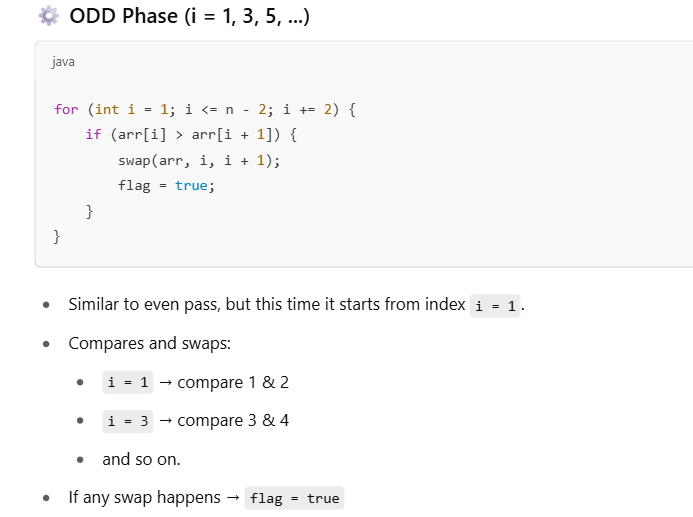 ⚙️ ODD Phase (i = 1, 3, 5, ...)
java
for (int i = 1; i <= n - 2; i += 2) {
    if (arr[i] > arr[i + 1]) {
        swap(arr, i, i + 1);
        flag = true;
    }
}
• Similar to even pass, but this time it starts from index i = 1.
• Compares and swaps:
• i = 1 → compare 1 & 2
• i = 3 → compare 3 & 4
• and so on.
• If any swap happens → flag = true